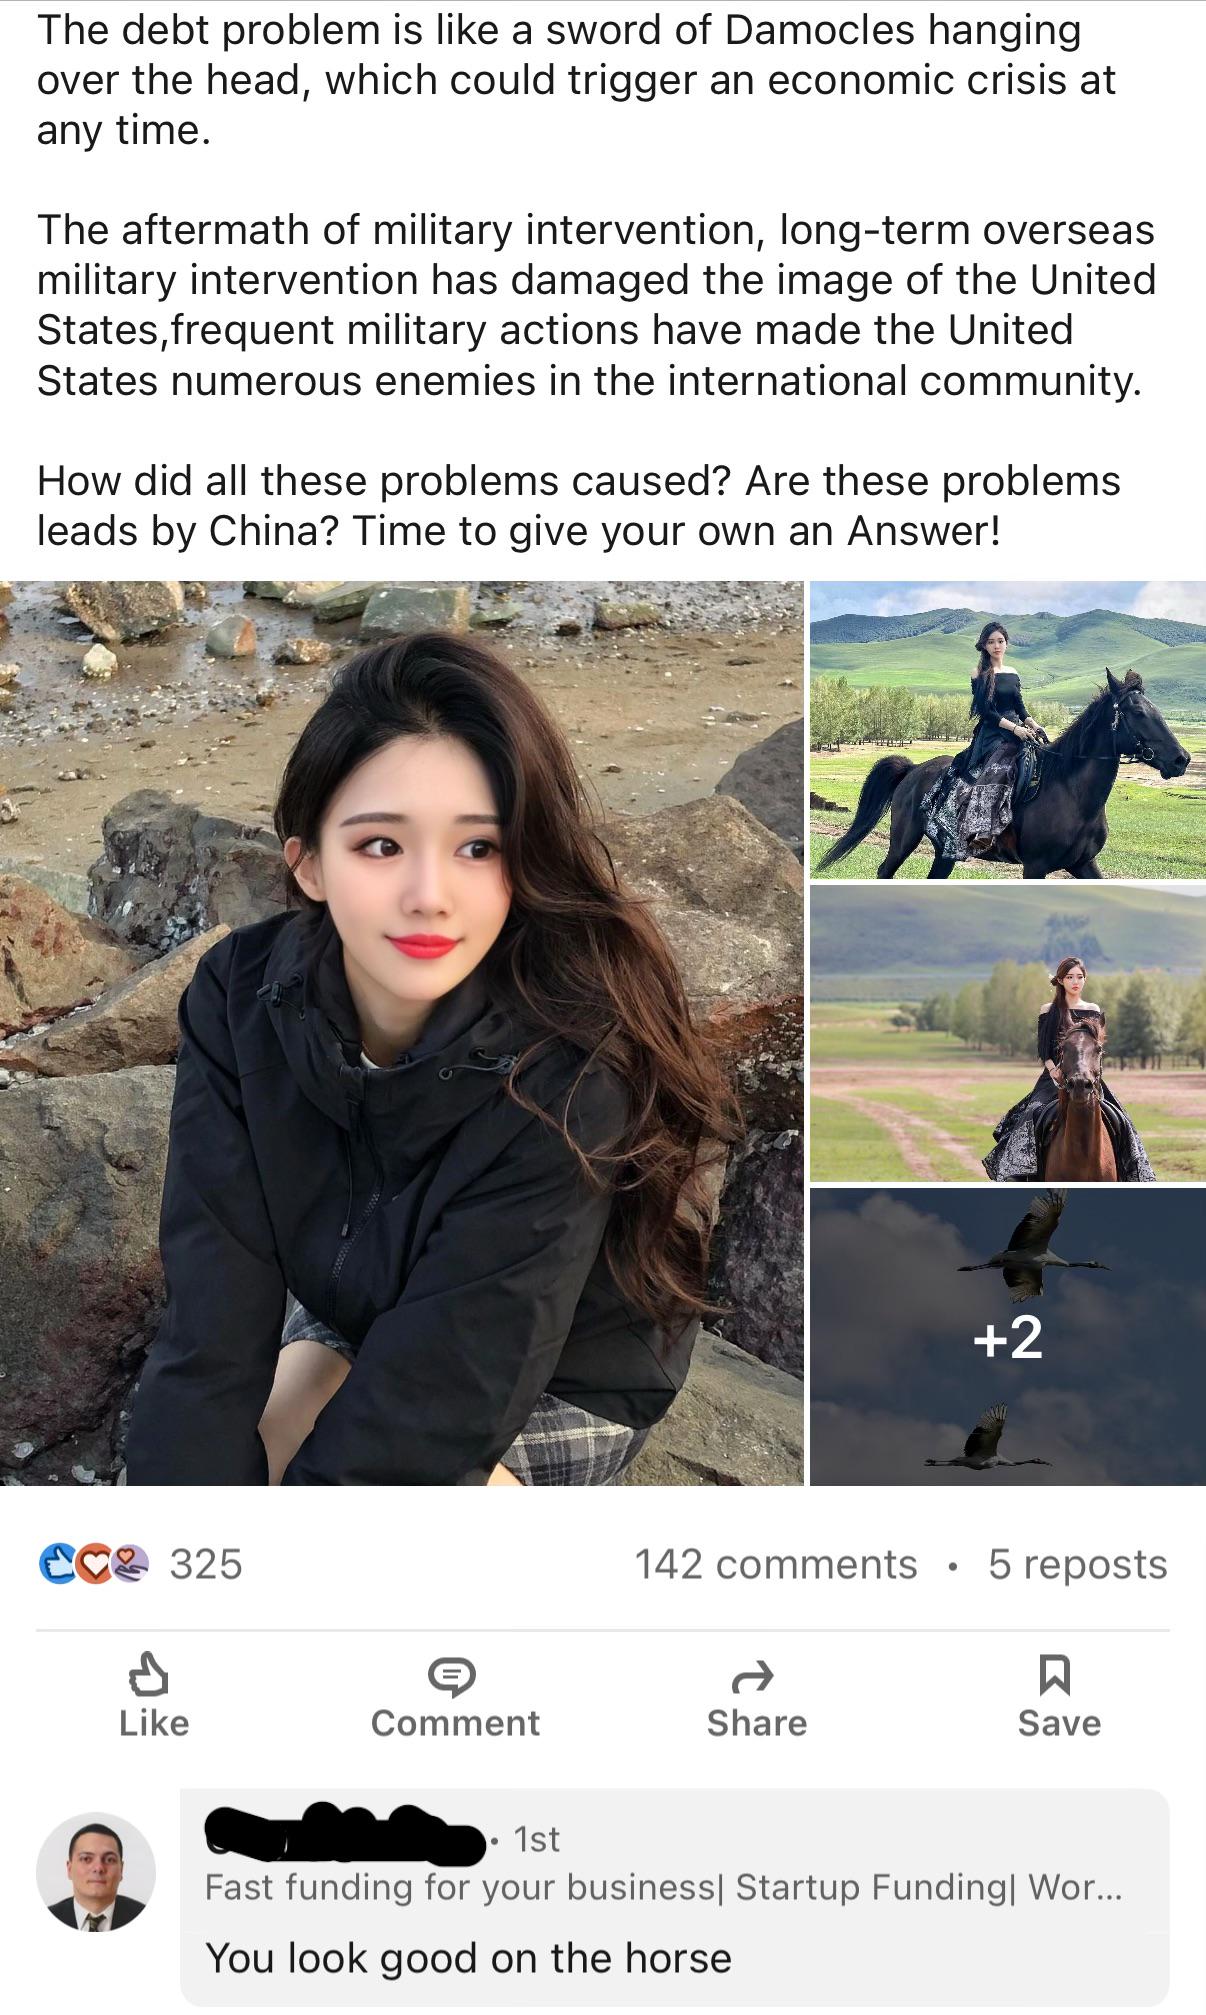 The debt problem is like a sword of Damocles hanging
over the head, which could trigger an economic crisis at
any time.
The aftermath of military intervention, long-term overseas
military intervention has damaged the image of the United
States,frequent military actions have made the United
States numerous enemies in the international community.
How did all these problems caused? Are these problems
leads by China? Time to give your own an Answer!
+2
325
142 comments • 5 reposts
Like
Comment
Share
Save
• 1st
Fast funding for your business| Startup Funding| Wor...
You look good on the horse